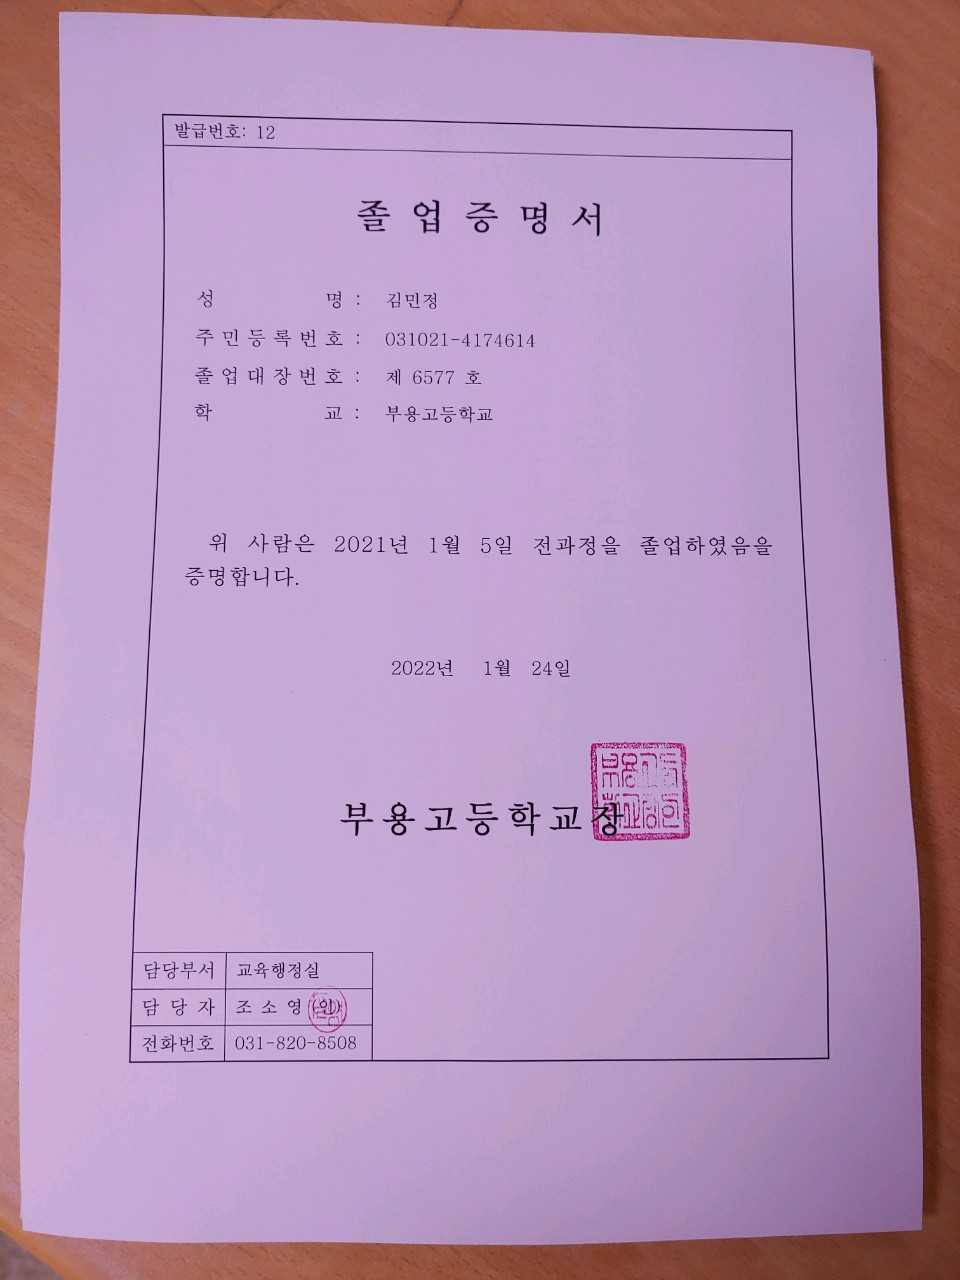 발급번호: 12
졸 업 증 명 서
성 명 : 김민정
주 민 등 록 번 호 : 031021-4174614
졸 업 대 장 번 호 : 제 6577 호
학 교 : 부용고등학교
위 사람은 2021년 1월 5일 전과정을 졸업하였음을
증명합니다.
2022년 1월 24일
부용고등학교장
담당부서 교육행정실
담 당 자 조 소 영 (인)
전화번호 031-820-8508